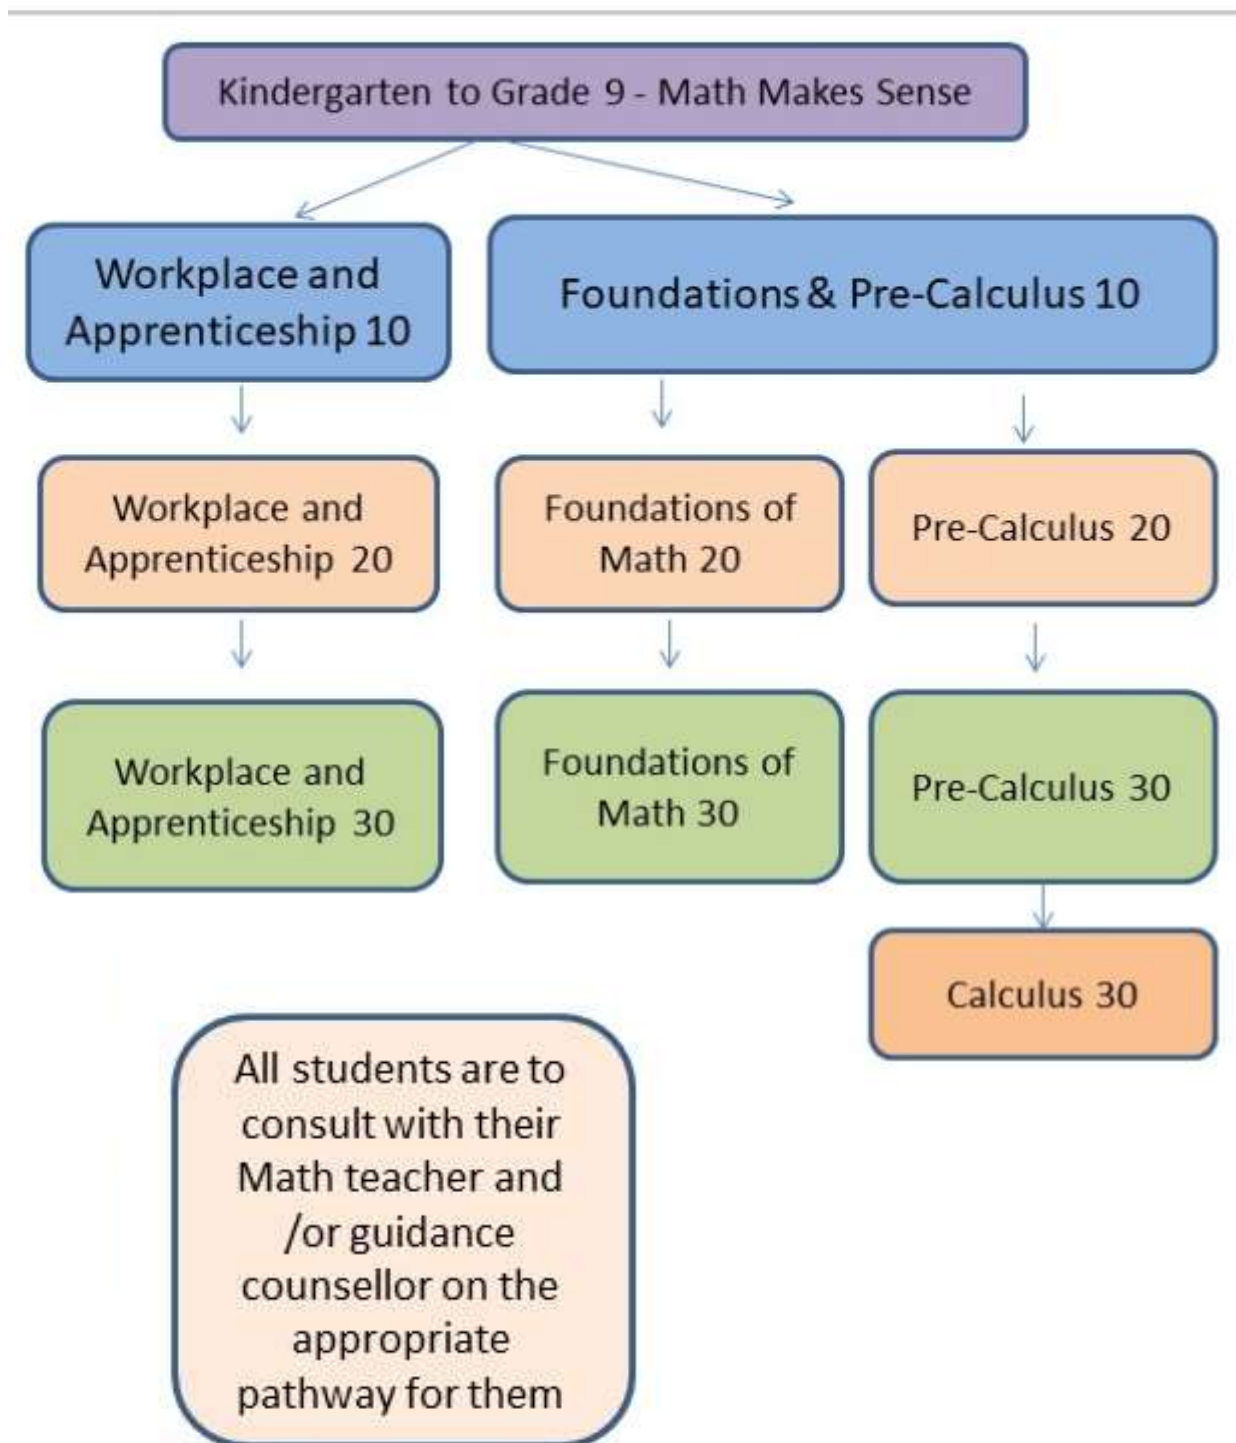 Kindergarten to Grade 9 - Math Makes Sense
Workplace and
Apprenticeship 10
Foundations & Pre-Calculus 10
Workplace and
Apprenticeship 20
Foundations of
Math 20
Pre-Calculus 20
Workplace and
Apprenticeship 30
Foundations of
Math 30
Pre-Calculus 30
Calculus 30
All students are to
consult with their
Math teacher and
/or guidance
counsellor on the
appropriate
pathway for them